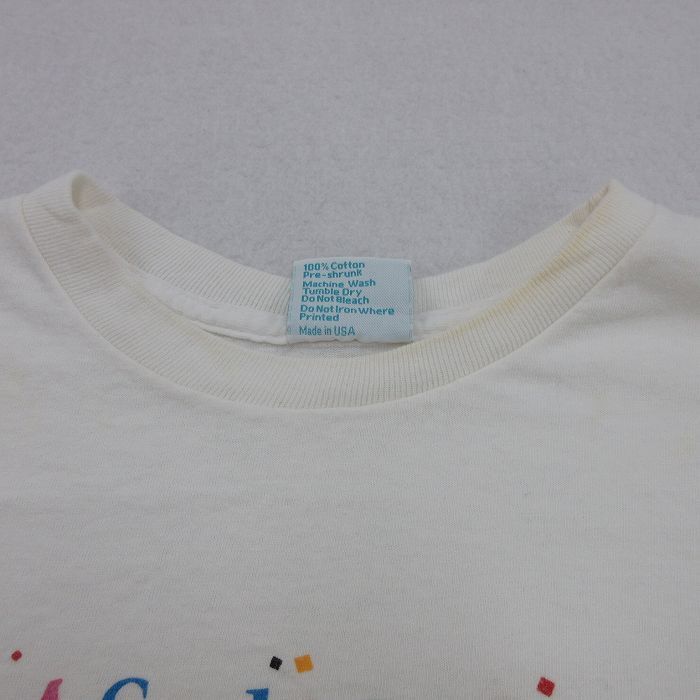 100% Cotton
Pre-shrunk
Machine Wash
Tumble Dry
Do Not Bleach
Do Not Iron Where
Printed
Made in USA